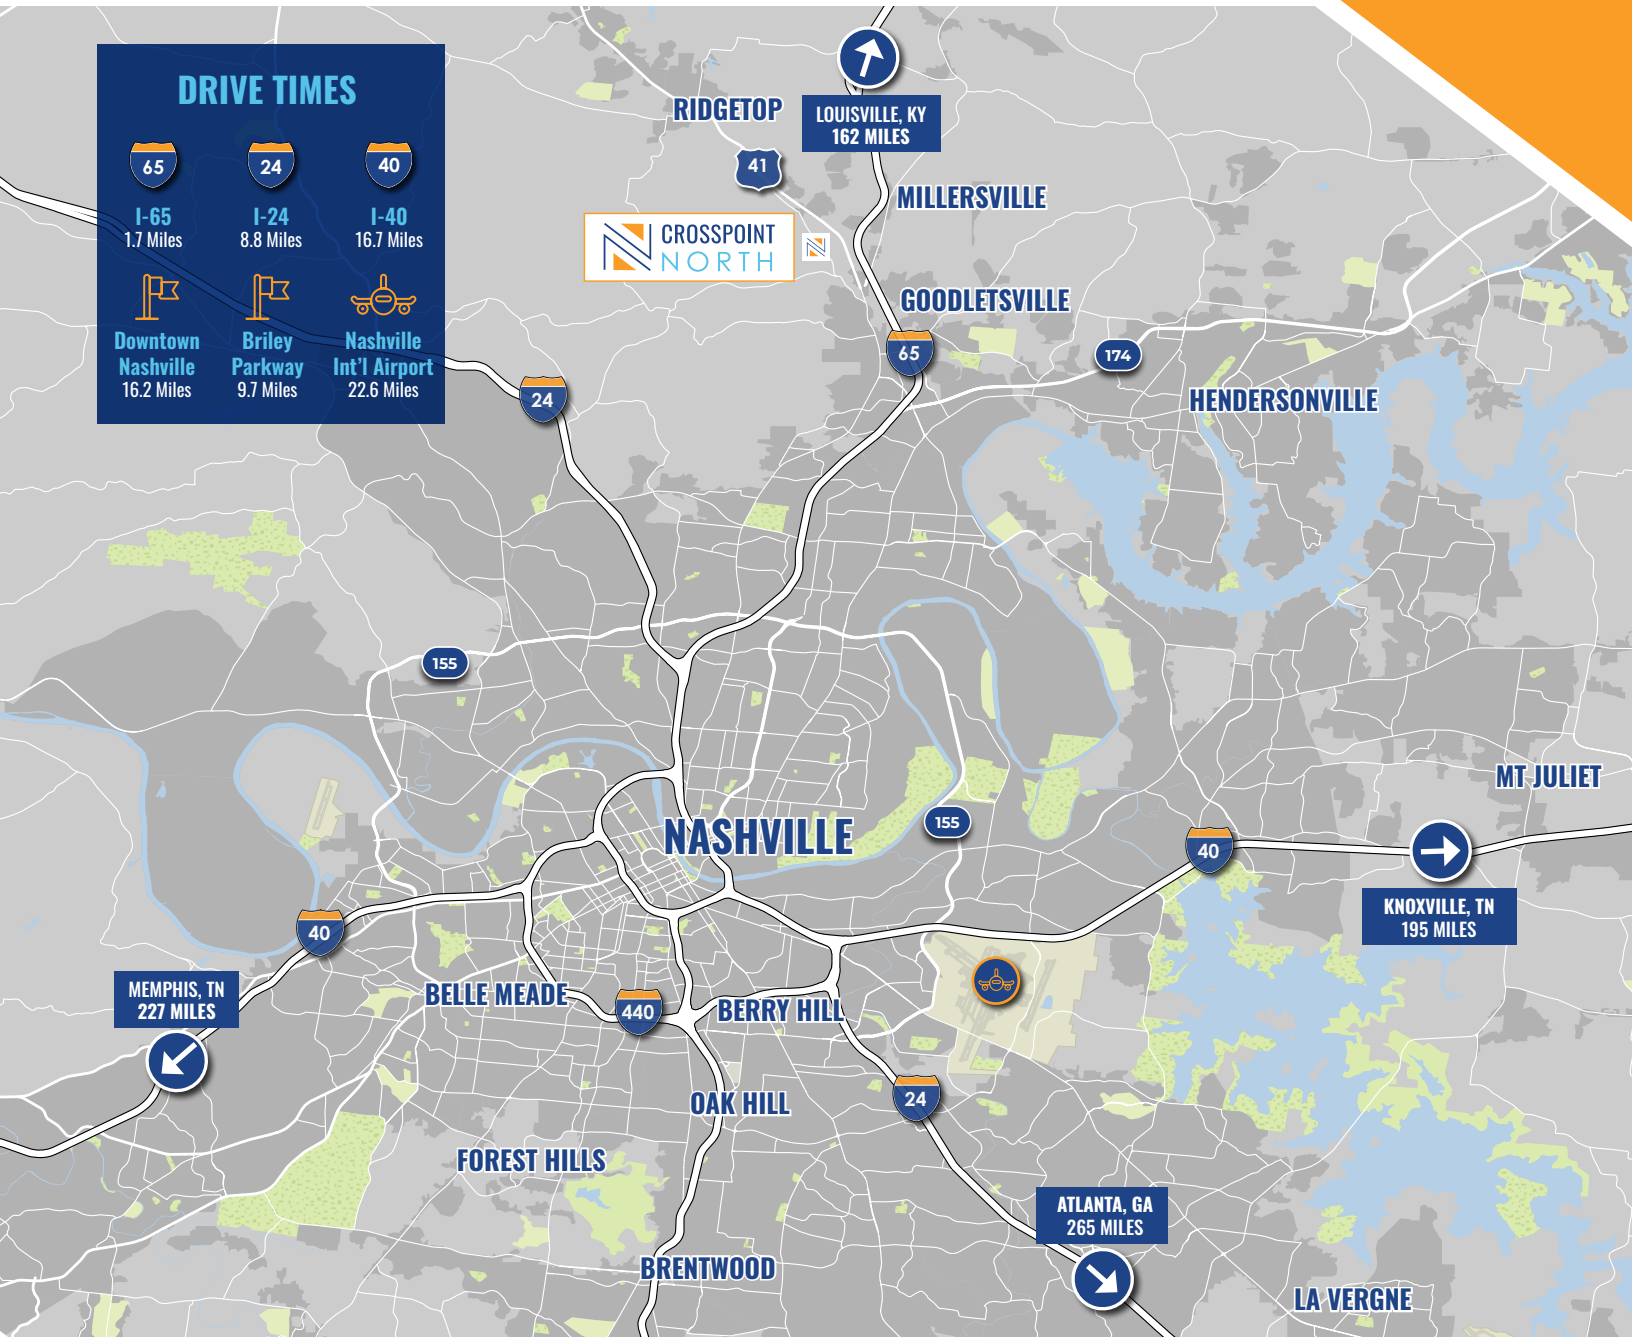 DRIVE TIMES
65
24
40
I-65
I-24
I-40
1.7 Miles
8.8 Miles
16.7 Miles
Downtown
Nashville
16.2 Miles
Briley
Parkway
9.7 Miles
Nashville
Int'l Airport
22.6 Miles
RIDGETOP
LOUISVILLE, KY
162 MILES
41
MILLERSVILLE
CROSSPOINT
NORTH
GOODLETSVILLE
65
174
24
HENDERSONVILLE
155
MT JULIET
155
NASHVILLE
40
KNOXVILLE, TN
195 MILES
40
MEMPHIS, TN
227 MILES
BELLE MEADE
440
BERRY HILL
24
OAK HILL
FOREST HILLS
ATLANTA, GA
265 MILES
BRENTWOOD
LA VERGNE